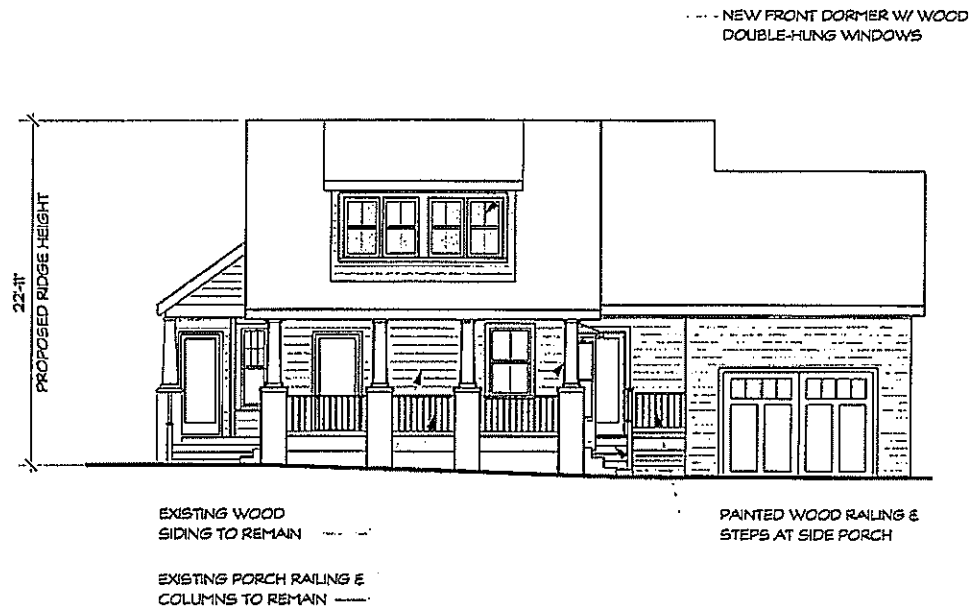 NEW FRONT DORMER W/ WOOD
DOUBLE-HUNG WINDOWS
22'-11"
PROPOSED RIDGE HEIGHT
EXISTING WOOD
SIDING TO REMAIN
EXISTING PORCH RAILING &
COLUMNS TO REMAIN
PAINTED WOOD RAILING &
STEPS AT SIDE PORCH